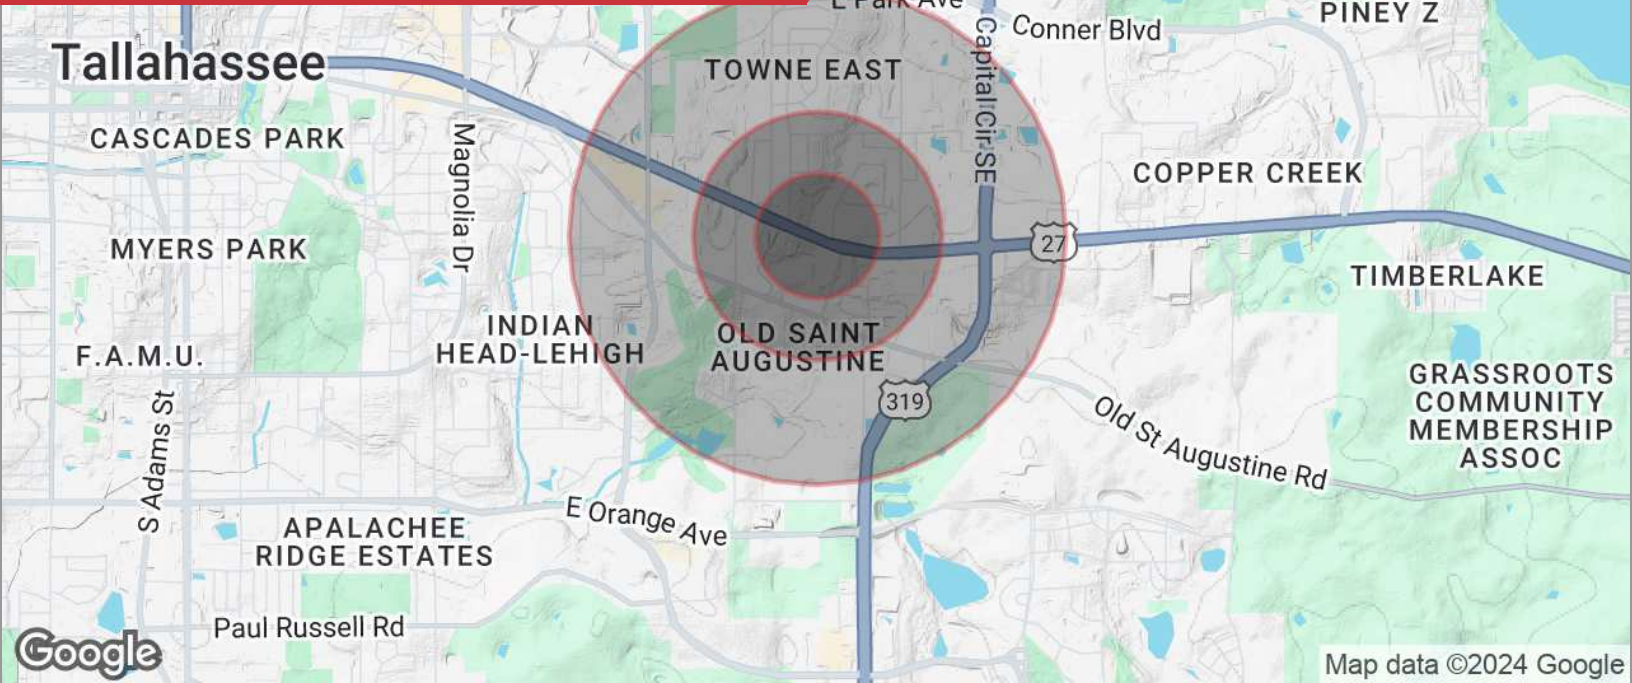 E Park Ave
Conner Blvd
PINEY Z
Tallahassee
TOWNE EAST
Capital Cir SE
CASCADES PARK
Magnolia Dr
COPPER CREEK
MYERS PARK
27
TIMBERLAKE
INDIAN
HEAD-LEHIGH
OLD SAINT
AUGUSTINE
F.A.M.U.
319
GRASSROOTS
COMMUNITY
MEMBERSHIP
ASSOC
S Adams St
Old St Augustine Rd
E Orange Ave
APALACHEE
RIDGE ESTATES
Paul Russell Rd
Google
Map data ©2024 Google